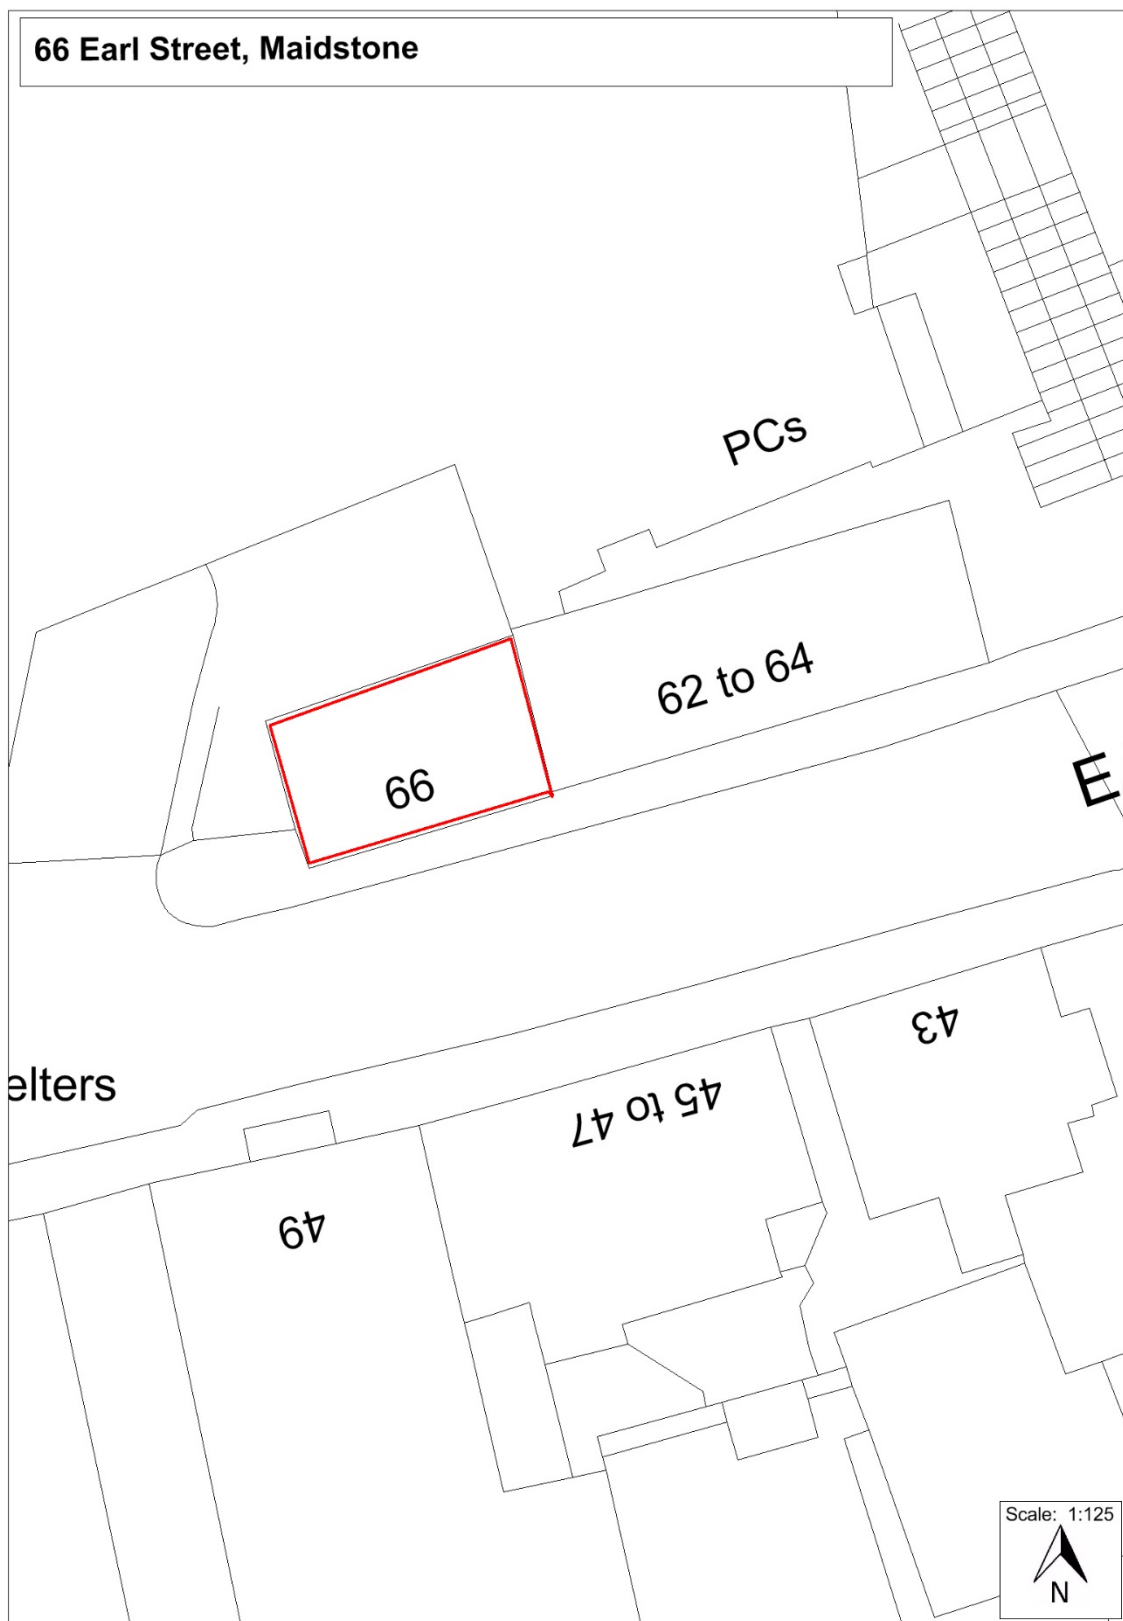 66 Earl Street, Maidstone
PCs
62 to 64
66
E
43
elters
45 to 47
49
Scale: 1:125
N